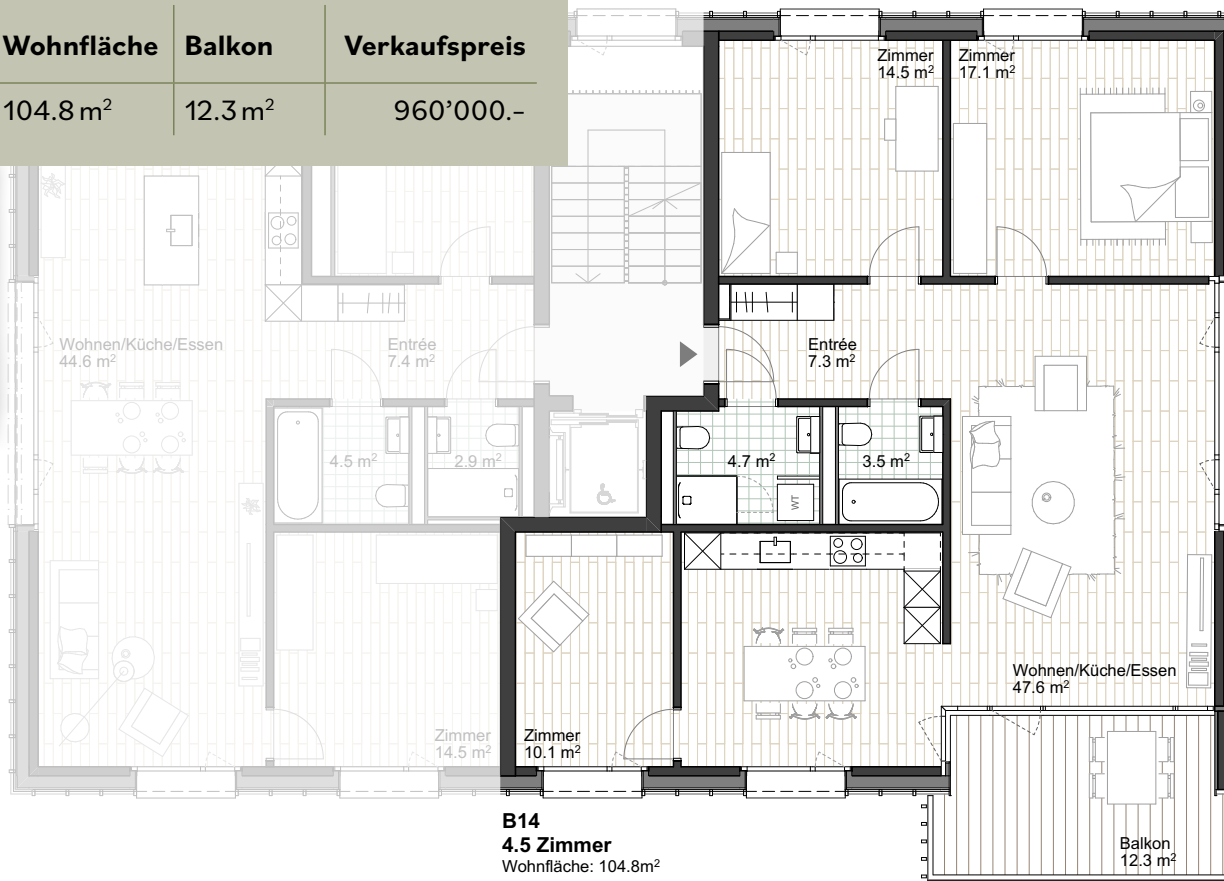 Wohnfläche Balkon Verkaufspreis
104.8 m² 12.3 m² 960’000.–
Zimmer
14.5 m²
Zimmer
17.1 m²
Wohnen/Küche/Essen
44.6 m²
Entrée
7.4 m²
Entrée
7.3 m²
4.5 m²
2.9 m²
4.7 m²
3.5 m²
WT
Wohnen/Küche/Essen
47.6 m²
Zimmer
14.5 m²
Zimmer
10.1 m²
B14
4.5 Zimmer
Wohnfläche: 104.8m²
Balkon
12.3 m²